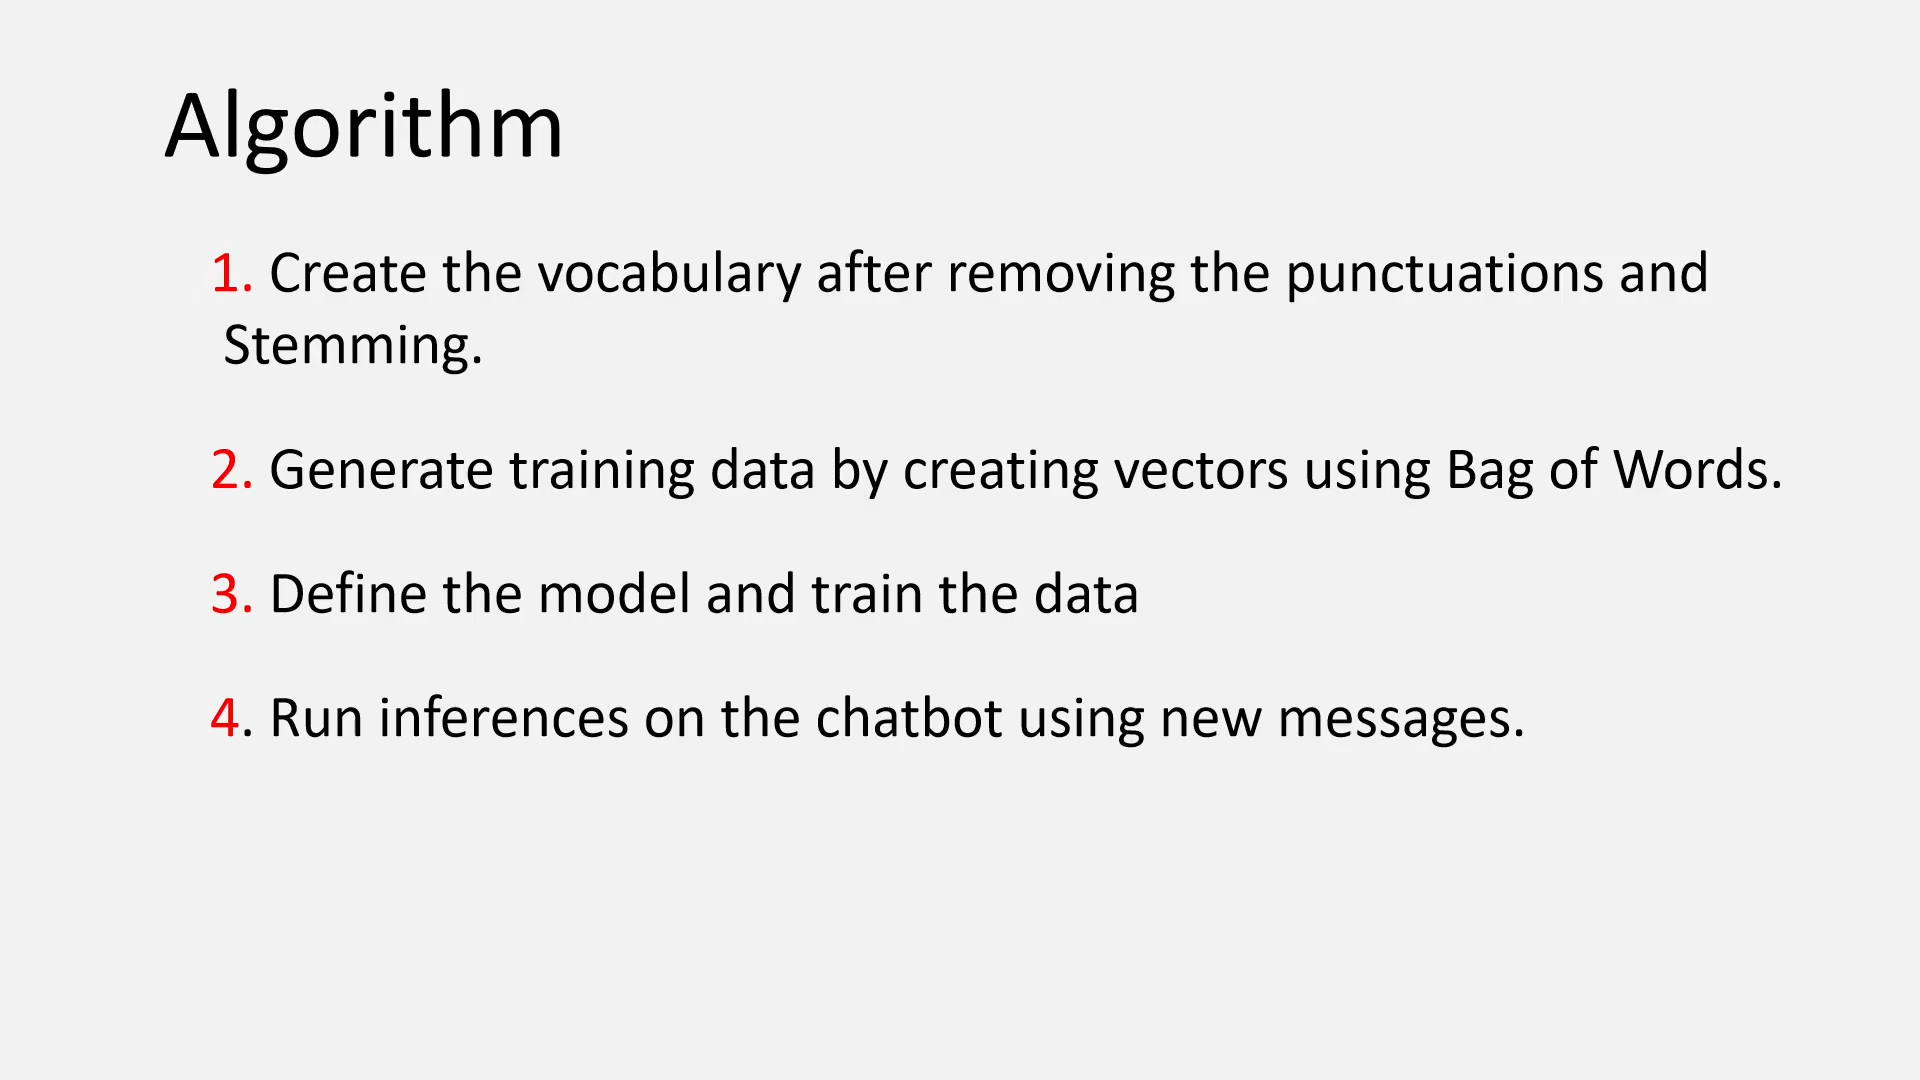 Algorithm
1. Create the vocabulary after removing the punctuations and
Stemming.
2. Generate training data by creating vectors using Bag of Words.
3. Define the model and train the data
4. Run inferences on the chatbot using new messages.